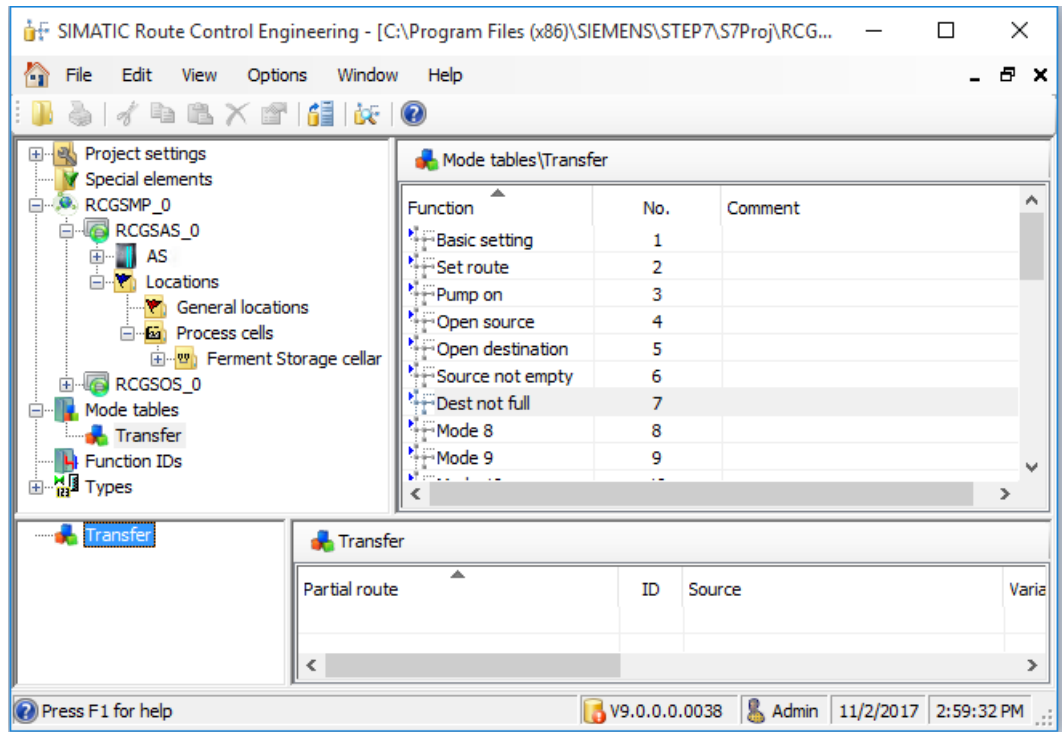 SIMATIC Route Control Engineering - [C:\Program Files (x86)\SIEMENS\STEP7\S7Proj\RCG...
File Edit View Options Window Help
Project settings
Special elements
RCGSMP_0
RCGSAS_0
AS
Locations
General locations
Process cells
Ferment Storage cellar
RCGSOS_0
Mode tables
Transfer
Function IDs
Types
Mode tables\Transfer
Function No. Comment
Basic setting 1
Set route 2
Pump on 3
Open source 4
Open destination 5
Source not empty 6
Dest not full 7
Mode 8 8
Mode 9 9
Transfer
Transfer
Partial route ID Source Varia
Press F1 for help V9.0.0.0.0038 Admin 11/2/2017 2:59:32 PM